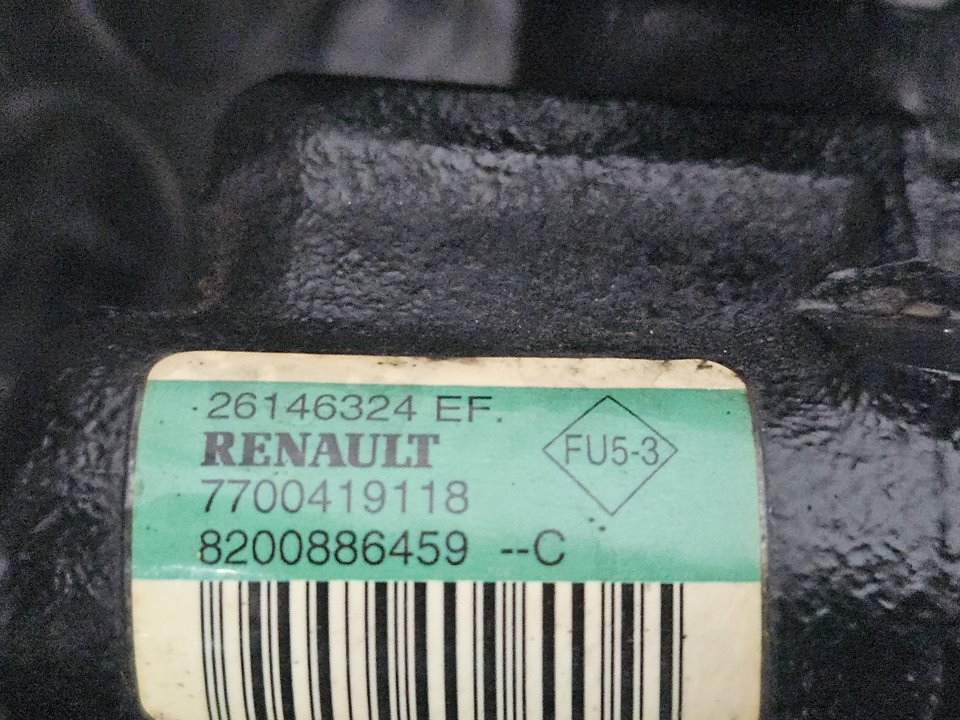 26146324 EF.
RENAULT
FU5-3
7700419118
8200886459 --C